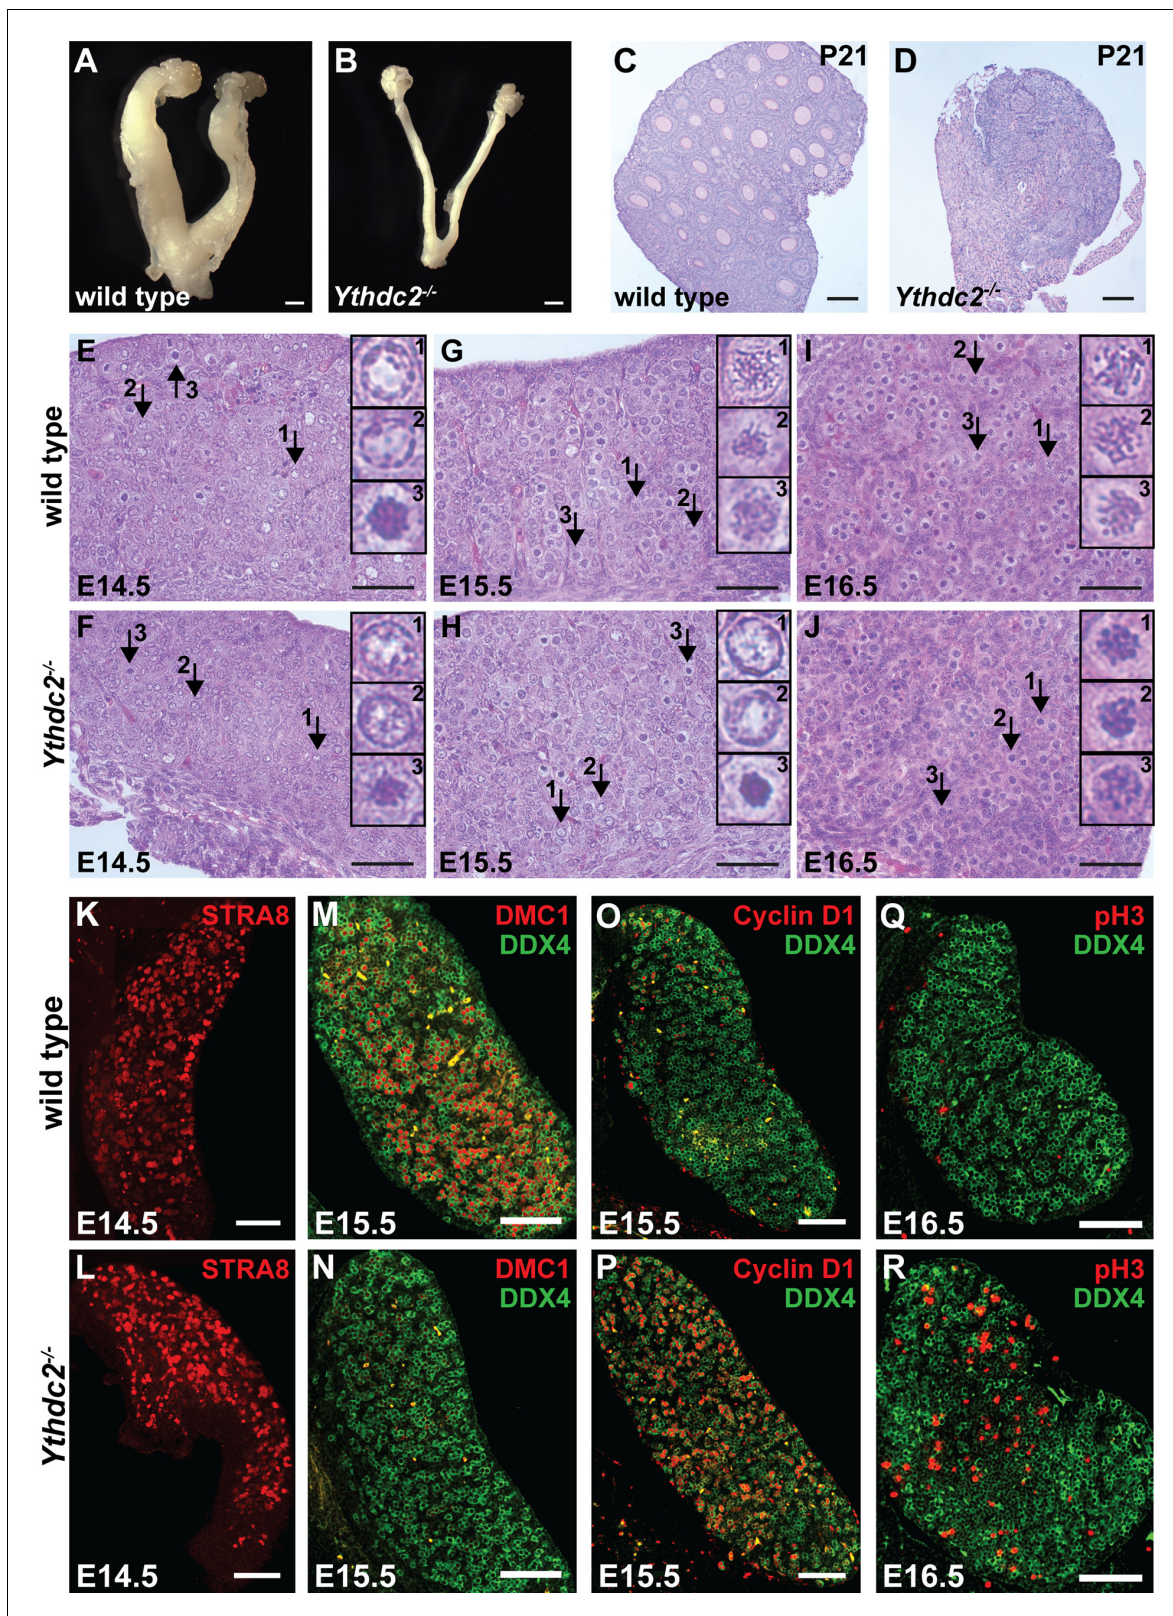 A
B
C
P21
D
P21
wild type
Ythdc2-/-
wild type
Ythdc2-/-
wild type
E
3
2
1
1
2
3
E14.5
G
1
2
3
1
2
3
E15.5
I
2
3
1
1
2
3
E16.5
Ythdc2-/-
F
3
2
1
1
2
3
E14.5
H
3
2
1
1
2
3
E15.5
J
1
2
3
1
2
3
E16.5
wild type
K
STRA8
E14.5
M
DMC1
DDX4
E15.5
O
Cyclin D1
DDX4
E15.5
Q
pH3
DDX4
E16.5
Ythdc2-/-
L
STRA8
E14.5
N
DMC1
DDX4
E15.5
P
Cyclin D1
DDX4
E15.5
R
pH3
DDX4
E16.5